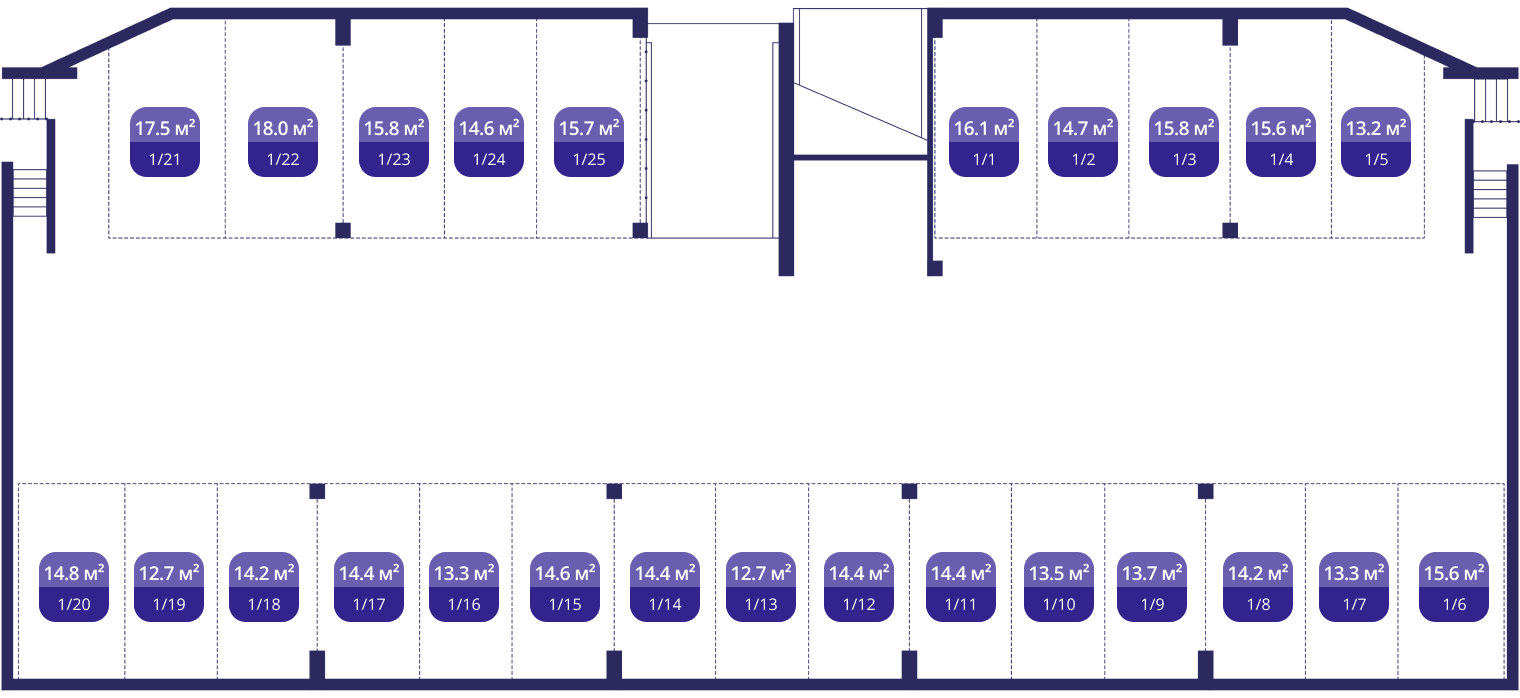 17.5 м²
1/21
18.0 м²
1/22
15.8 м²
1/23
14.6 м²
1/24
15.7 м²
1/25
16.1 м²
1/1
14.7 м²
1/2
15.8 м²
1/3
15.6 м²
1/4
13.2 м²
1/5
14.8 м²
1/20
12.7 м²
1/19
14.2 м²
1/18
14.4 м²
1/17
13.3 м²
1/16
14.6 м²
1/15
14.4 м²
1/14
12.7 м²
1/13
14.4 м²
1/12
14.4 м²
1/11
13.5 м²
1/10
13.7 м²
1/9
14.2 м²
1/8
13.3 м²
1/7
15.6 м²
1/6